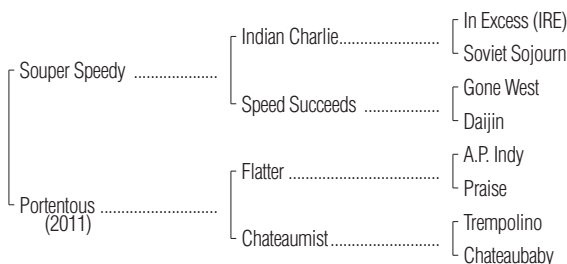 In Excess (IRE)
Indian Charlie......................
Soviet Sojourn
Souper Speedy ..................
Gone West
Speed Succeeds ................
Daijin
A.P. Indy
Flatter ................................
Praise
Portentous .........................
(2011)
Trempolino
Chateaumist........................
Chateaubaby